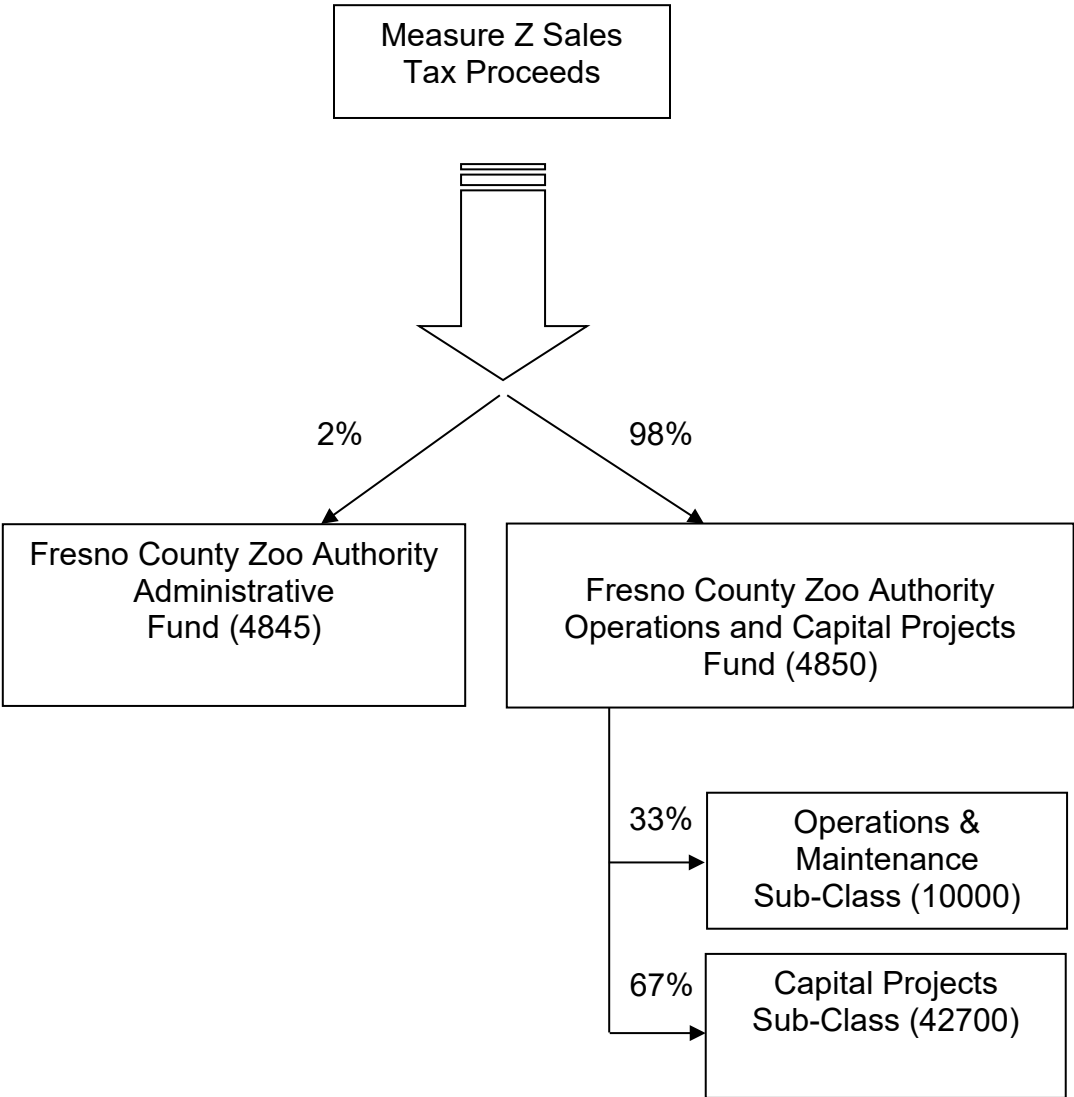 Measure Z Sales
Tax Proceeds
2%
98%
Fresno County Zoo Authority
Administrative
Fund (4845)
Fresno County Zoo Authority
Operations and Capital Projects
Fund (4850)
33%
Operations &
Maintenance
Sub-Class (10000)
67%
Capital Projects
Sub-Class (42700)